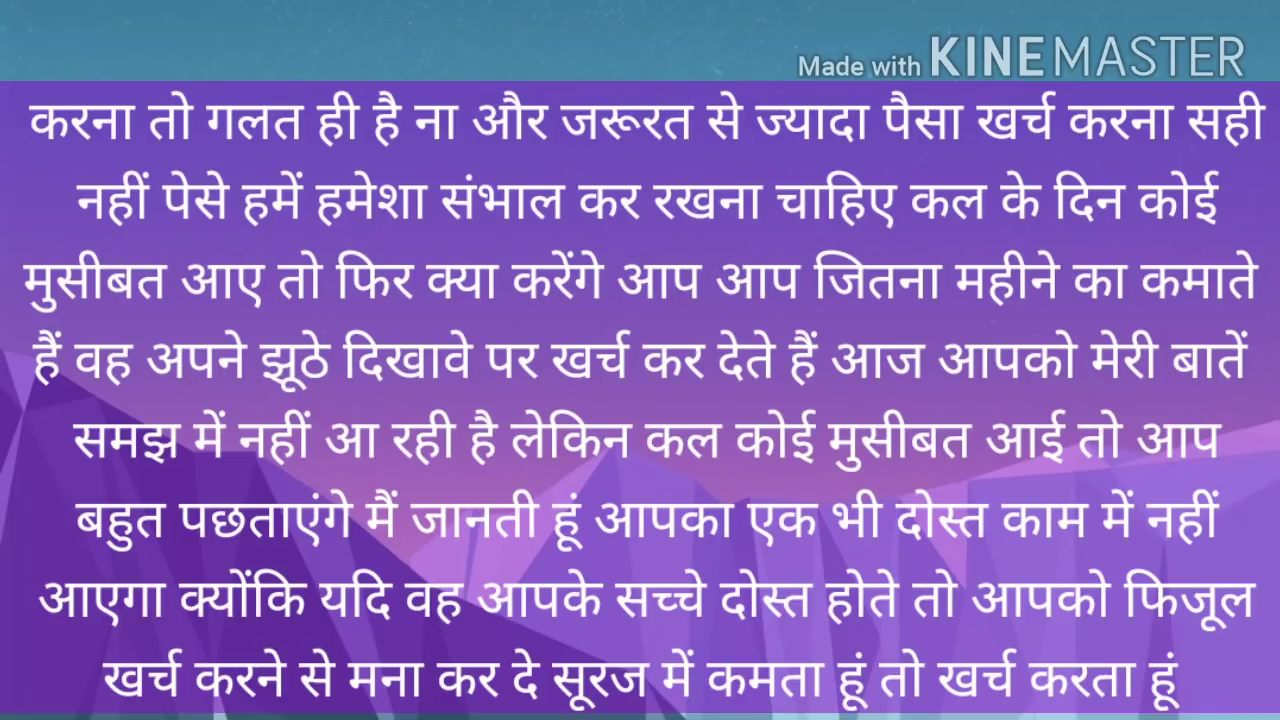 Made with KINEMASTER
करना तो गलत ही है ना और जरूरत से ज्यादा पैसा खर्च करना सही
नहीं पेसे हमें हमेशा संभाल कर रखना चाहिए कल के दिन कोई
मुसीबत आए तो फिर क्या करेंगे आप आप जितना महीने का कमाते
हैं वह अपने झूठे दिखावे पर खर्च कर देते हैं आज आपको मेरी बातें
समझ में नहीं आ रही है लेकिन कल कोई मुसीबत आई तो आप
बहुत पछताएंगे मैं जानती हूं आपका एक भी दोस्त काम में नहीं
आएगा क्योंकि यदि वह आपके सच्चे दोस्त होते तो आपको फिजूल
खर्च करने से मना कर दे सूरज में कमता हूं तो खर्च करता हूं